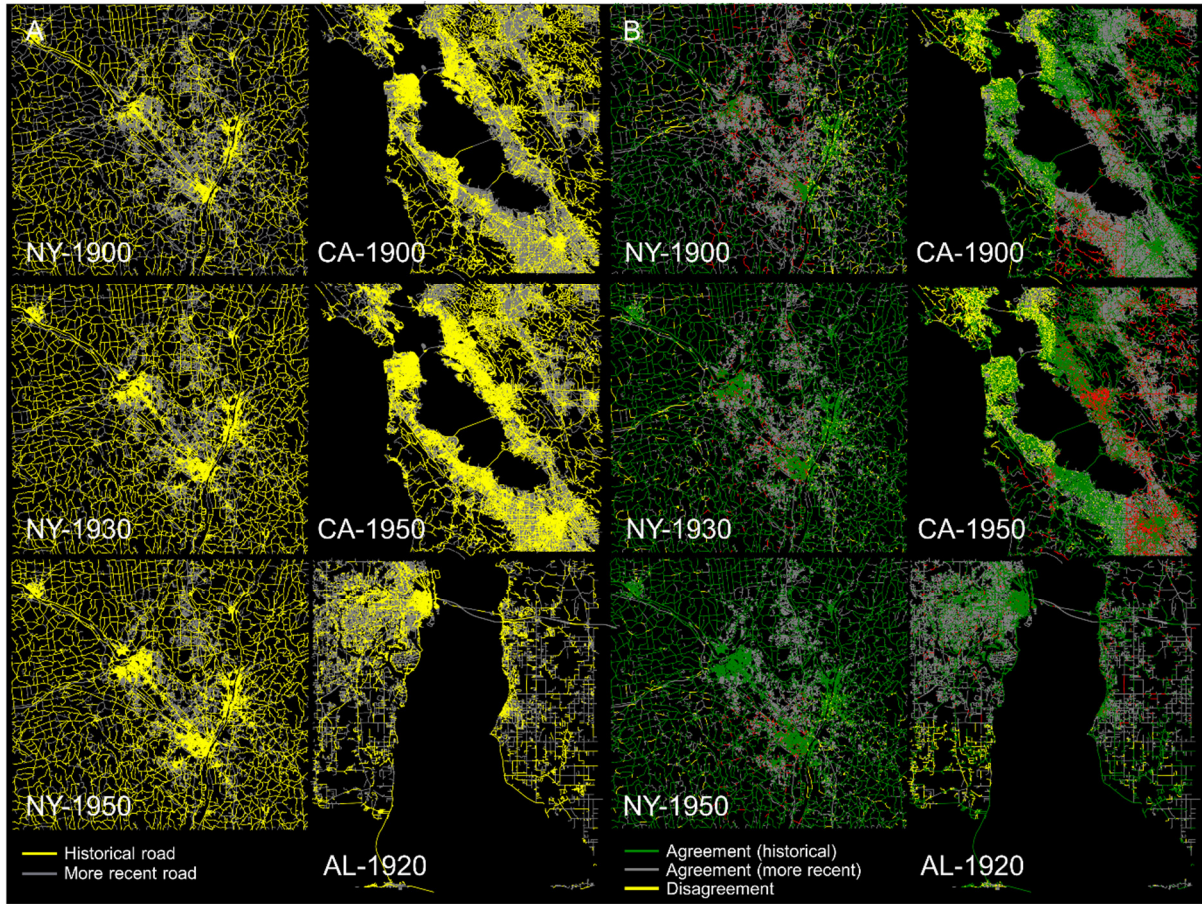 A
B
NY-1900
CA-1900
NY-1900
CA-1900
NY-1930
CA-1950
NY-1930
CA-1950
NY-1950
AL-1920
NY-1950
AL-1920
Historical road
More recent road
Agreement (historical)
Agreement (more recent)
Disagreement